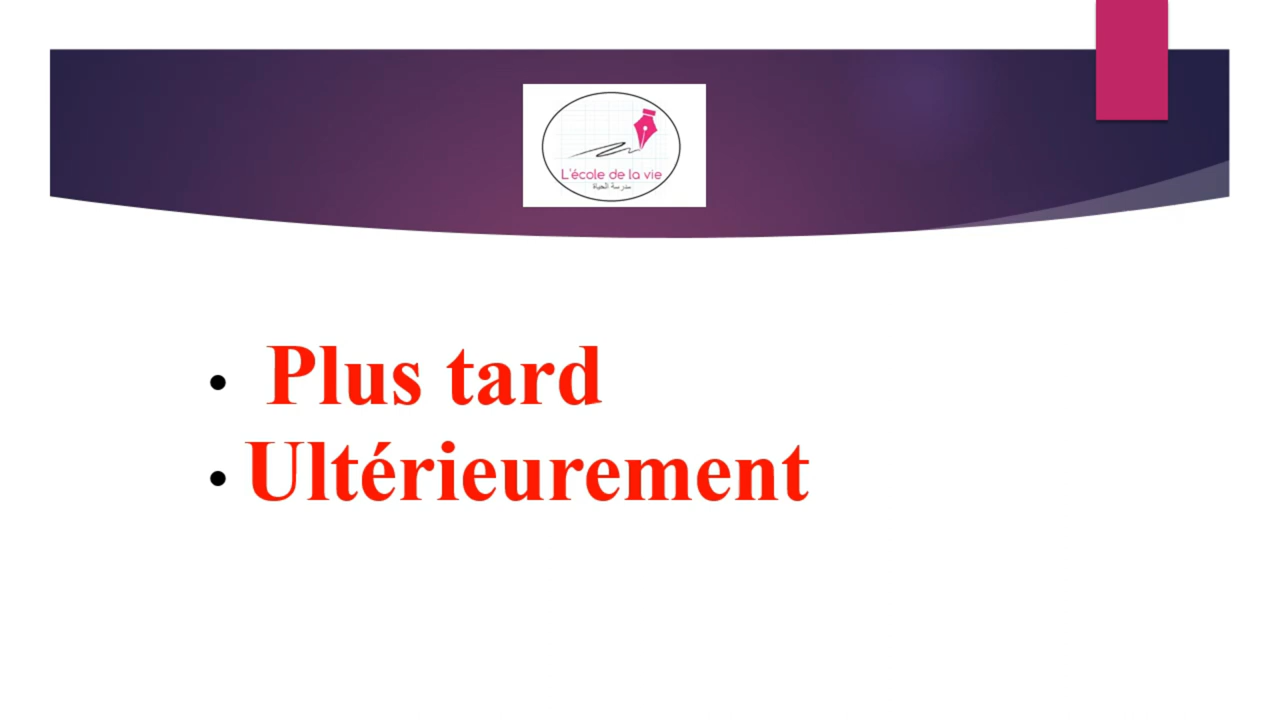 L'école de la vie
مدرسة الحياة
• Plus tard
• Ultérieurement